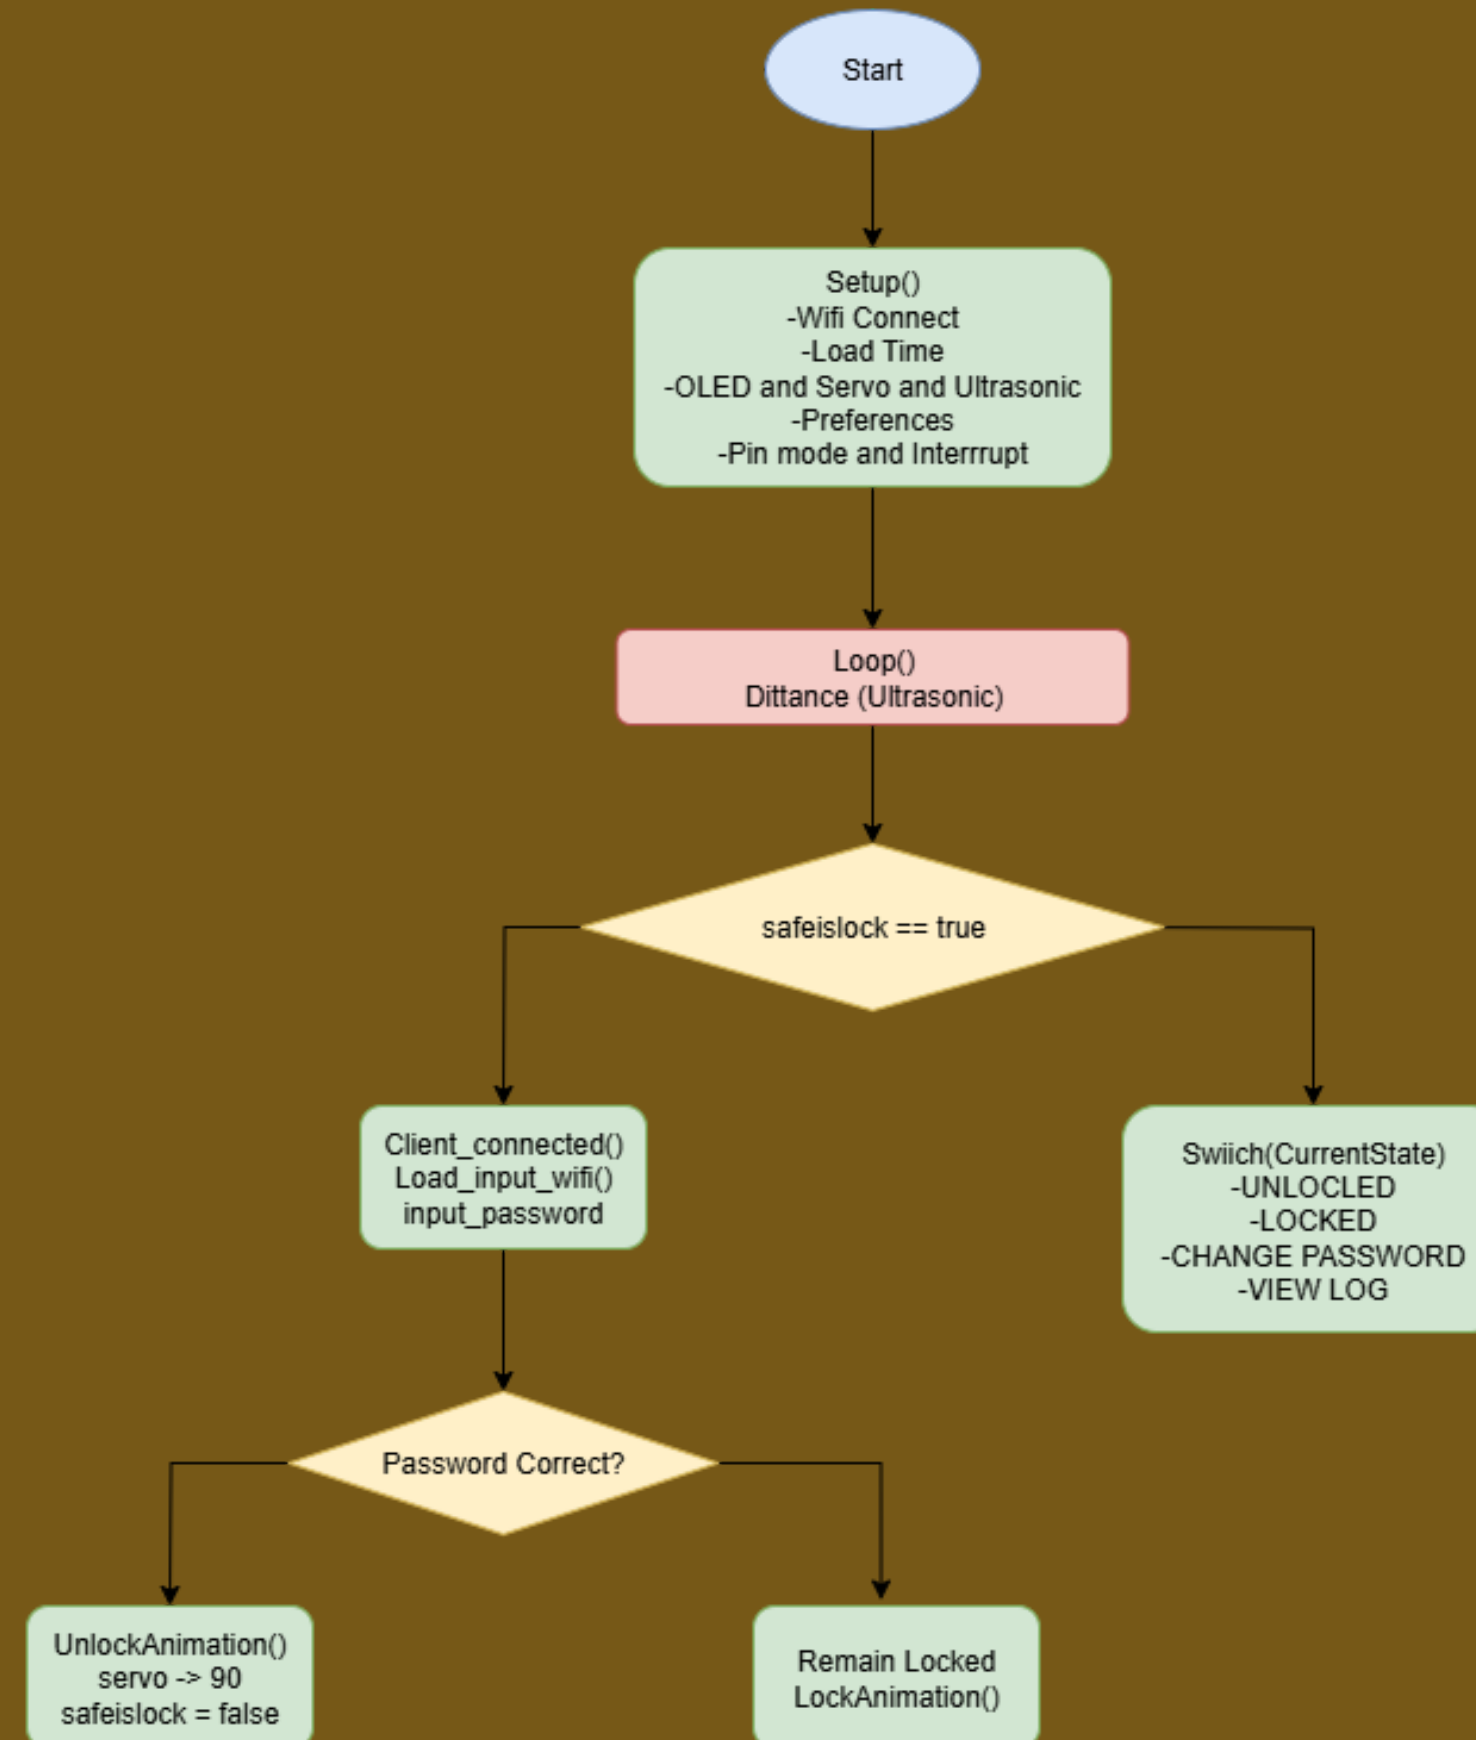 Start
Setup()
-Wifi Connect
-Load Time
-OLED and Servo and Ultrasonic
-Preferences
-Pin mode and Interrrupt
Loop()
Dittance (Ultrasonic)
safeislock == true
Client_connected()
Load_input_wifi()
input_password
Swiich(CurrentState)
-UNLOCLED
-LOCKED
-CHANGE PASSWORD
-VIEW LOG
Password Correct?
UnlockAnimation()
servo -> 90
safeislock = false
Remain Locked
LockAnimation()